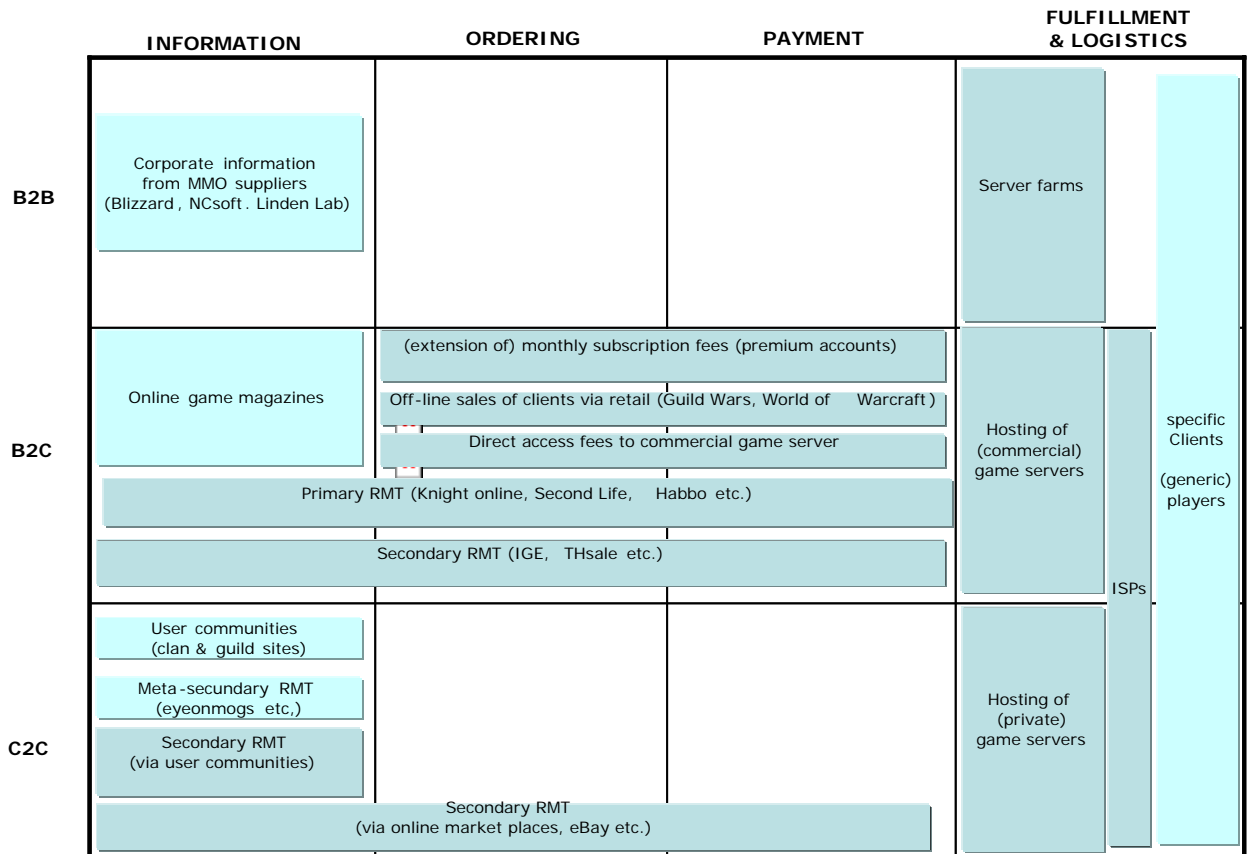 INFORMATION
ORDERING
PAYMENT
FULFILLMENT
& LOGISTICS
B2B
Corporate information
from MMO suppliers
(Blizzard, NCsoft. Linden Lab)
Server farms
B2C
Online game magazines
(extension of) monthly subscription fees (premium accounts)
Off-line sales of clients via retail (Guild Wars, World of Warcraft)
Direct access fees to commercial game server
Primary RMT (Knight online, Second Life, Habbo etc.)
Secondary RMT (IGE, THsale etc.)
Hosting of
(commercial)
game servers
ISPs
specific
Clients
(generic)
players
C2C
User communities
(clan & guild sites)
Meta-secundary RMT
(eyeonmogs etc,)
Secondary RMT
(via user communities)
Secondary RMT
(via online market places, eBay etc.)
Hosting of
(private)
game servers